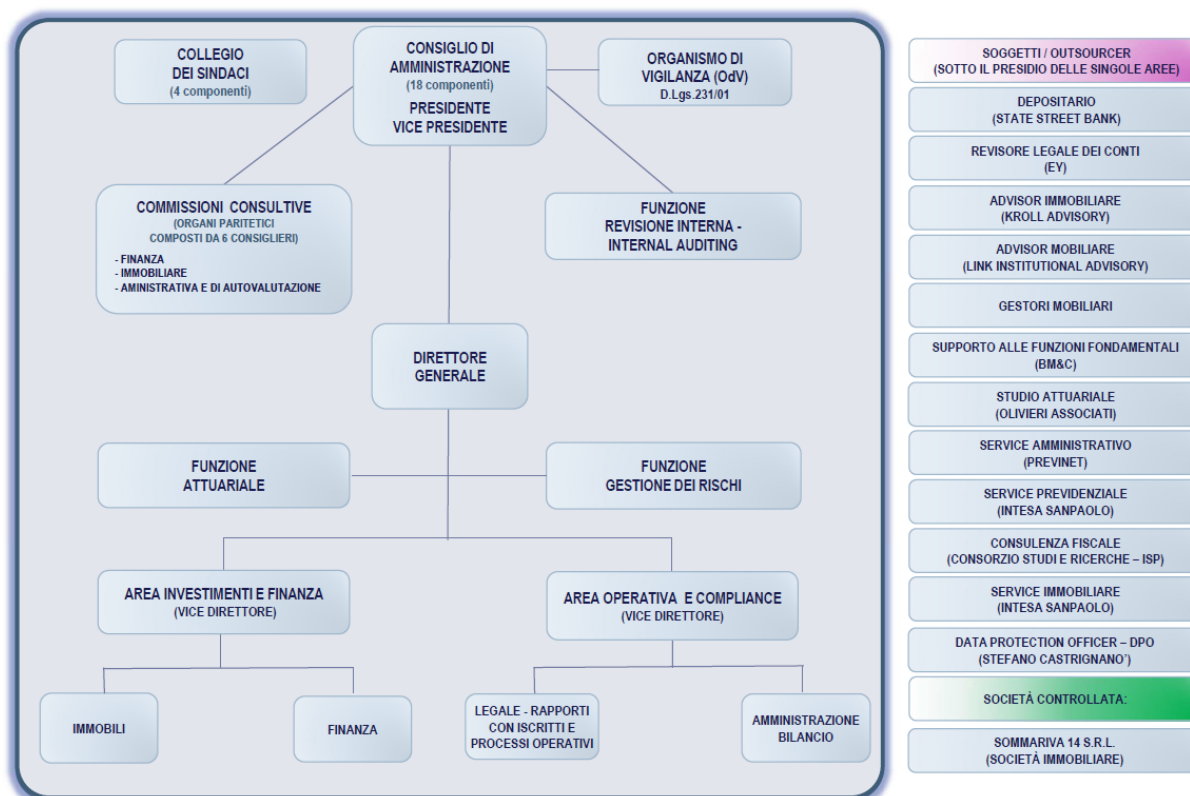 COLLEGIO
DEI SINDACI
(4 componenti)
CONSIGLIO DI
AMMINISTRAZIONE
(18 componenti)
PRESIDENTE
VICE PRESIDENTE
ORGANISMO DI
VIGILANZA (OdV)
D.Lgs.231/01
COMMISSIONI CONSULTIVE
(ORGANI PARITETICI
COMPOSTI DA 6 CONSIGLIERI)
- FINANZA
- IMMOBILIARE
- AMINISTRATIVA E DI AUTOVALUTAZIONE
FUNZIONE
REVISIONE INTERNA -
INTERNAL AUDITING
DIRETTORE
GENERALE
FUNZIONE
ATTUARIALE
FUNZIONE
GESTIONE DEI RISCHI
AREA INVESTIMENTI E FINANZA
(VICE DIRETTORE)
AREA OPERATIVA E COMPLIANCE
(VICE DIRETTORE)
IMMOBILI
FINANZA
LEGALE - RAPPORTI
CON ISCRITTI E
PROCESSI OPERATIVI
AMMINISTRAZIONE
BILANCIO
SOGGETTI / OUTSOURCER
(SOTTO IL PRESIDIO DELLE SINGOLE AREE)
DEPOSITARIO
(STATE STREET BANK)
REVISORE LEGALE DEI CONTI
(EY)
ADVISOR IMMOBILIARE
(KROLL ADVISORY)
ADVISOR MOBILIARE
(LINK INSTITUTIONAL ADVISORY)
GESTORI MOBILIARI
SUPPORTO ALLE FUNZIONI FONDAMENTALI
(BM&C)
STUDIO ATTUARIALE
(OLIVIERI ASSOCIATI)
SERVICE AMMINISTRATIVO
(PREVINET)
SERVICE PREVIDENZIALE
(INTESA SANPAOLO)
CONSULENZA FISCALE
(CONSORZIO STUDI E RICERCHE – ISP)
SERVICE IMMOBILIARE
(INTESA SANPAOLO)
DATA PROTECTION OFFICER – DPO
(STEFANO CASTRIGNANO')
SOCIETÀ CONTROLLATA:
SOMMARIVA 14 S.R.L.
(SOCIETÀ IMMOBILIARE)